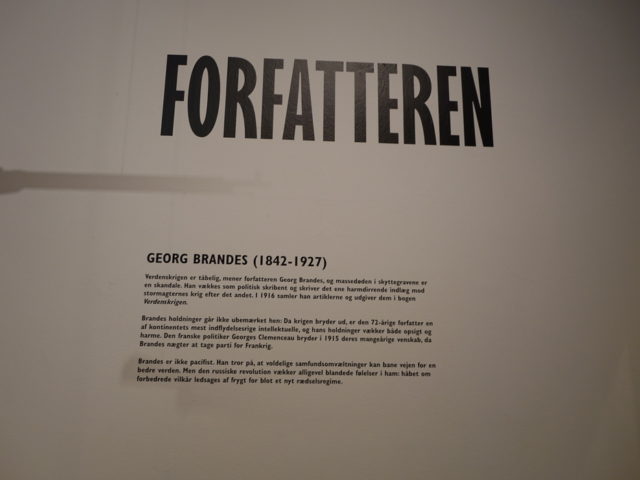 FORFATTEREN
GEORG BRANDES (1842-1927)
Verdenskrigen er tåbelig, mener forfatteren Georg Brandes, og massedøden i skyttegravene er
en skandale. Han vækkes som politisk skribent og skriver det ene harmdirrende indlæg mod
stormagternes krig efter det andet. I 1916 samler han artiklerne og udgiver dem i bogen
Verdenskrigen.
Brandes holdninger går ikke ubemærket hen: Da krigen bryder ud, er den 72-årige forfatter en
af kontinentets mest indflydelsesrige intellektuelle, og hans holdninger vækker både opsigt og
harme. Den franske politiker Georges Clemenceau bryder i 1915 deres mangeårige venskab, da
Brandes nægter at tage parti for Frankrig.
Brandes er ikke pacifist. Han tror på, at voldelige samfundsomvæltninger kan bane vejen for en
bedre verden. Men den russiske revolution vækker alligevel blandede følelser i ham: håbet om
forbedrede vilkår ledsages af frygt for blot et nyt rædselsregime.